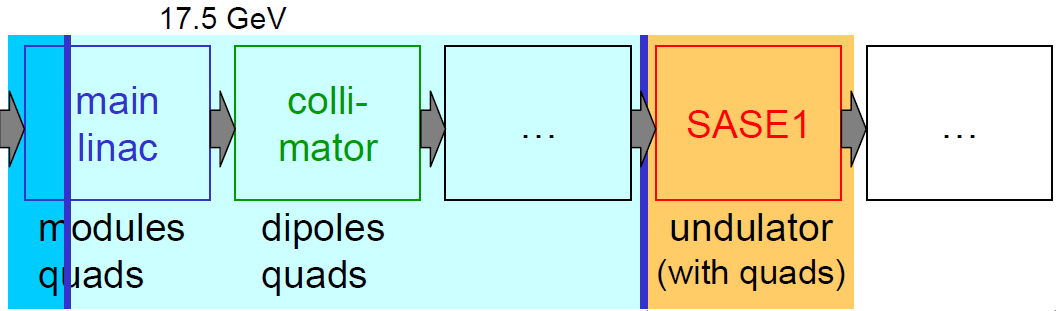 17.5 GeV
main
linac
colli-
mator
...
SASE1
...
modules
quads
dipoles
quads
undulator
(with quads)